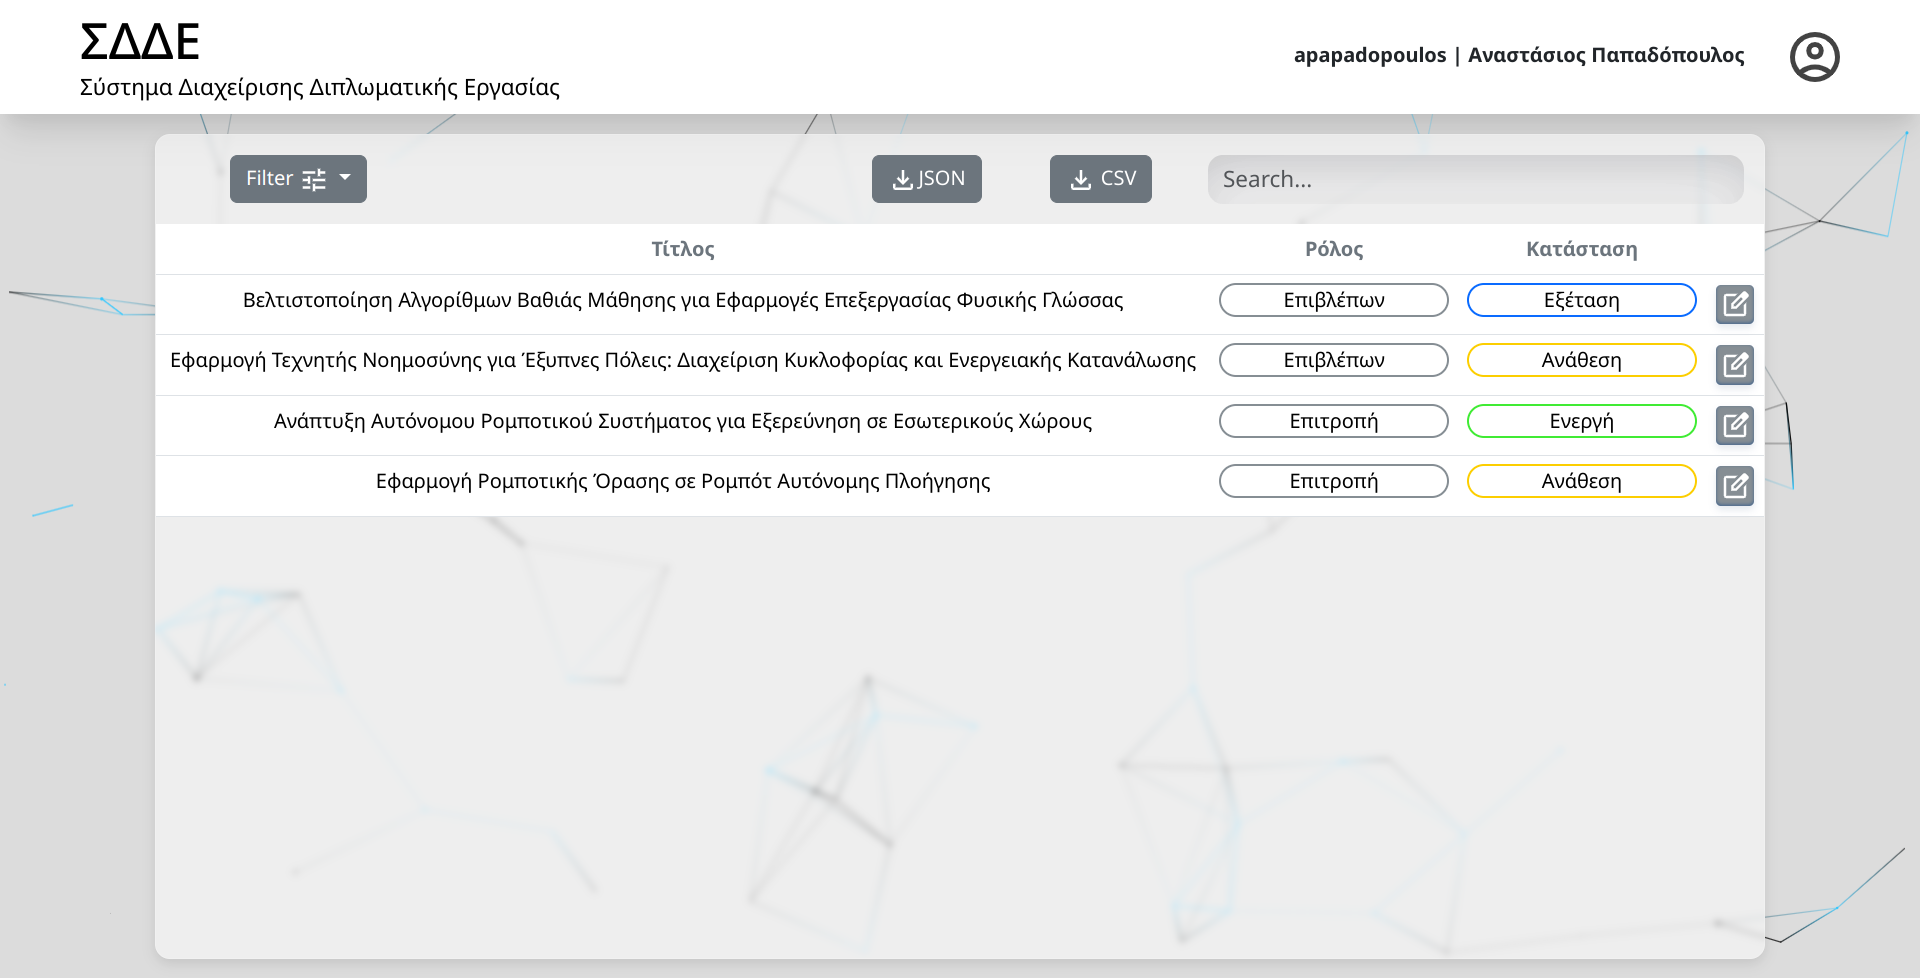 ΣΔΔΕ
Σύστημα Διαχείρισης Διπλωματικής Εργασίας
apapadopoulos | Αναστάσιος Παπαδόπουλος
Filter
JSON
CSV
Search...
Τίτλος Ρόλος Κατάσταση
Βελτιστοποίηση Αλγορίθμων Βαθιάς Μάθησης για Εφαρμογές Επεξεργασίας Φυσικής Γλώσσας Επιβλέπων Εξέταση
Εφαρμογή Τεχνητής Νοημοσύνης για Έξυπνες Πόλεις: Διαχείριση Κυκλοφορίας και Ενεργειακής Κατανάλωσης Επιβλέπων Ανάθεση
Ανάπτυξη Αυτόνομου Ρομποτικού Συστήματος για Εξερεύνηση σε Εσωτερικούς Χώρους Επιτροπή Ενεργή
Εφαρμογή Ρομποτικής Όρασης σε Ρομπότ Αυτόνομης Πλοήγησης Επιτροπή Ανάθεση